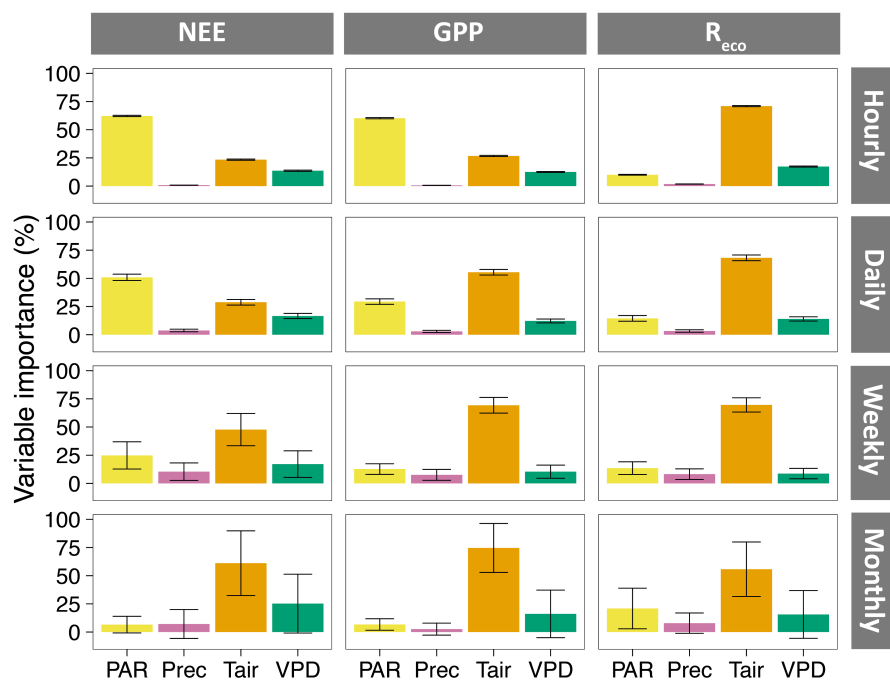 NEE GPP Reco
Variable importance (%)
100
75
50
25
0
Hourly
100
75
50
25
0
Daily
100
75
50
25
0
Weekly
100
75
50
25
0
Monthly
PAR Prec Tair VPD PAR Prec Tair VPD PAR Prec Tair VPD